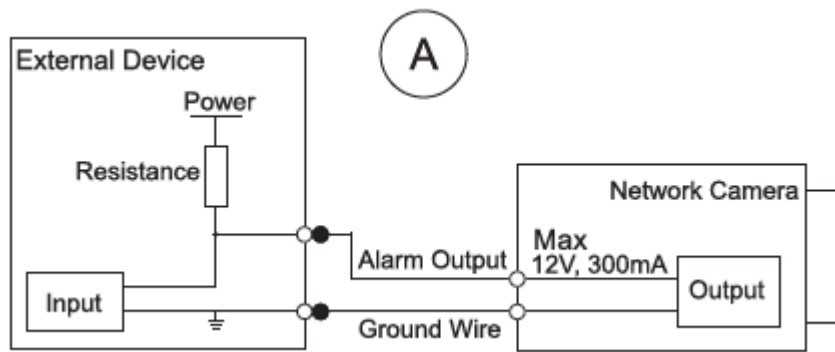 A
External Device
Power
Resistance
Network Camera
Max
12V, 300mA
Alarm Output
Output
Input
Ground Wire